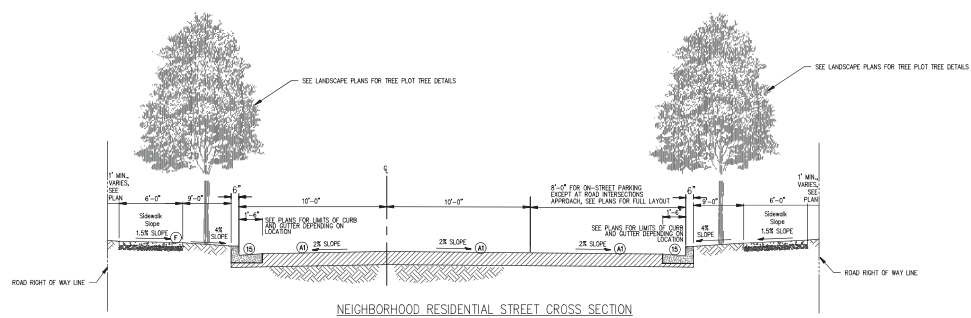 SEE LANDSCAPE PLANS FOR TREE PLOT TREE DETAILS
SEE LANDSCAPE PLANS FOR TREE PLOT TREE DETAILS
℄
1' MIN.,
VARIES,
SEE
PLAN
6'-0"
9'-0"
6"
10'-0"
10'-0"
8'-0" FOR ON-STREET PARKING
EXCEPT AT ROAD INTERSECTIONS
APPROACH, SEE PLANS FOR FULL LAYOUT
6"
9'-0"
6'-0"
1' MIN.,
VARIES,
SEE
PLAN
Sidewalk
Slope
1.5% SLOPE
F
4%
SLOPE
1'-6"
SEE PLANS FOR LIMITS OF CURB
AND GUTTER DEPENDING ON
LOCATION
1'-6"
SEE PLANS FOR LIMITS OF CURB
AND GUTTER DEPENDING ON
LOCATION
4%
SLOPE
Sidewalk
Slope
1.5% SLOPE
15
A1
2% SLOPE
2% SLOPE
A1
2% SLOPE
A1
15
ROAD RIGHT OF WAY LINE
ROAD RIGHT OF WAY LINE
NEIGHBORHOOD RESIDENTIAL STREET CROSS SECTION